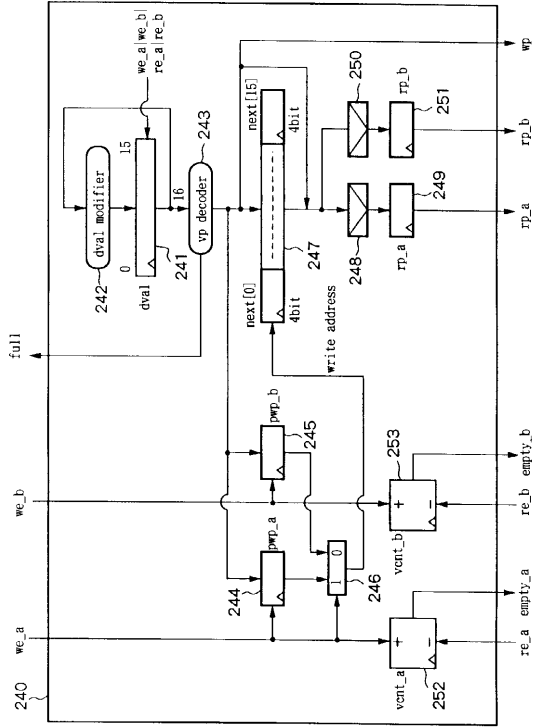 240
we_a
we_b
full
242
dval modifier
we_a|we_b|
re_a|re_b
0
15
241
dval
16
vp decoder
243
244
pwp_a
pwp_b
245
1 0
246
next[0]
4bit
next[15]
4bit
247
write address
248
250
rp_a
249
rp_b
251
vcnt_a
+
-
252
vcnt_b
+
-
253
re_a
empty_a
re_b
empty_b
rp_a
rp_b
wp